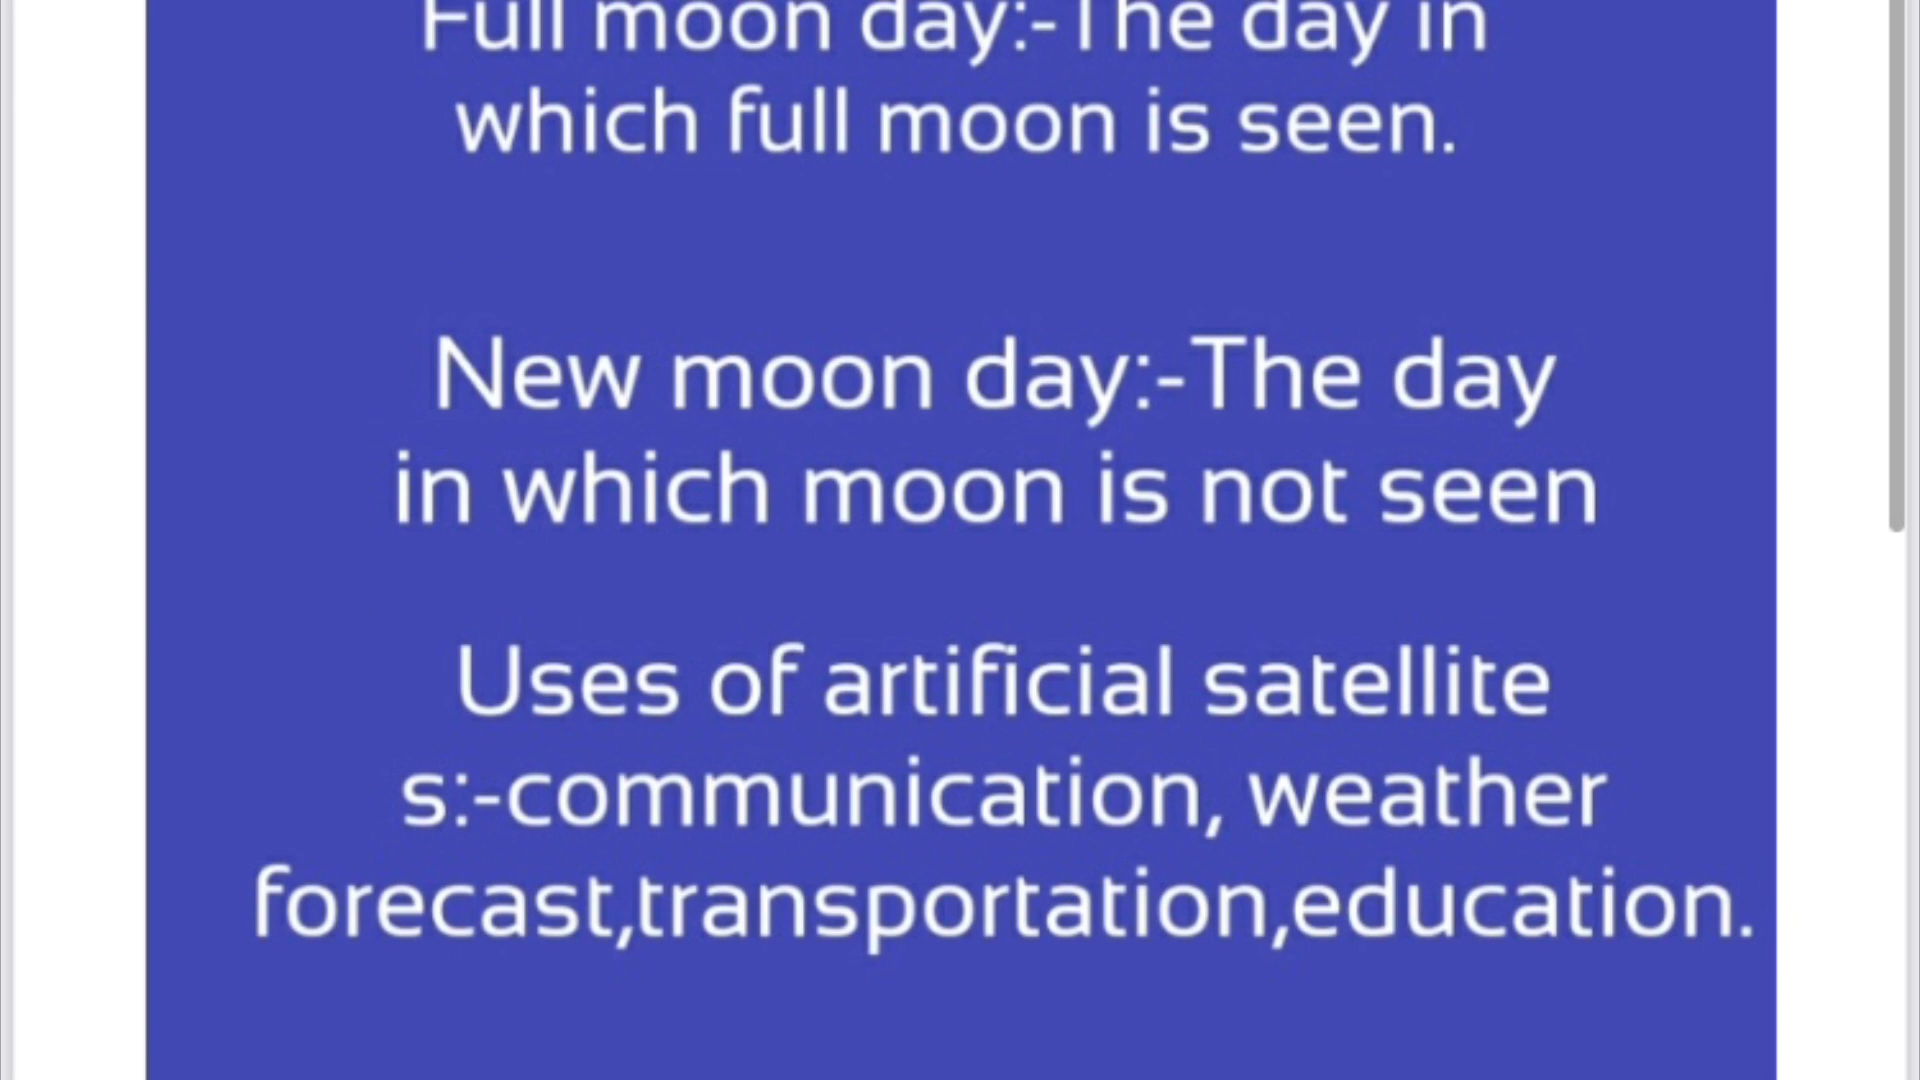 Full moon day:-The day in
which full moon is seen.
New moon day:-The day
in which moon is not seen
Uses of artificial satellite
s:-communication, weather
forecast,transportation,education.